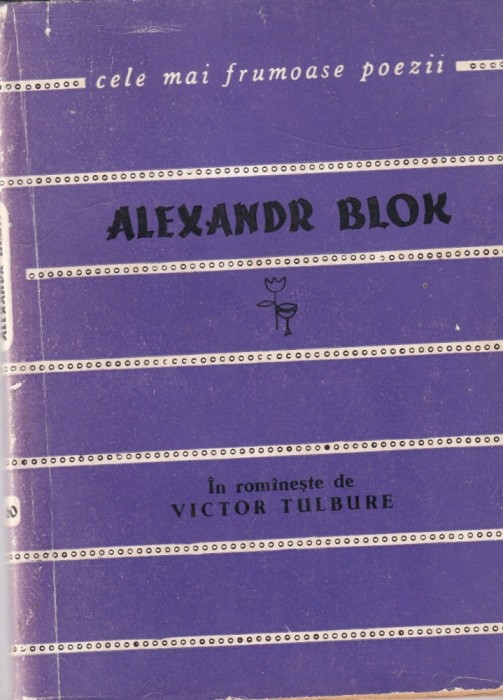 cele mai frumoase poezii
ALEXANDR BLOK
În romînește de
VICTOR TULBURE